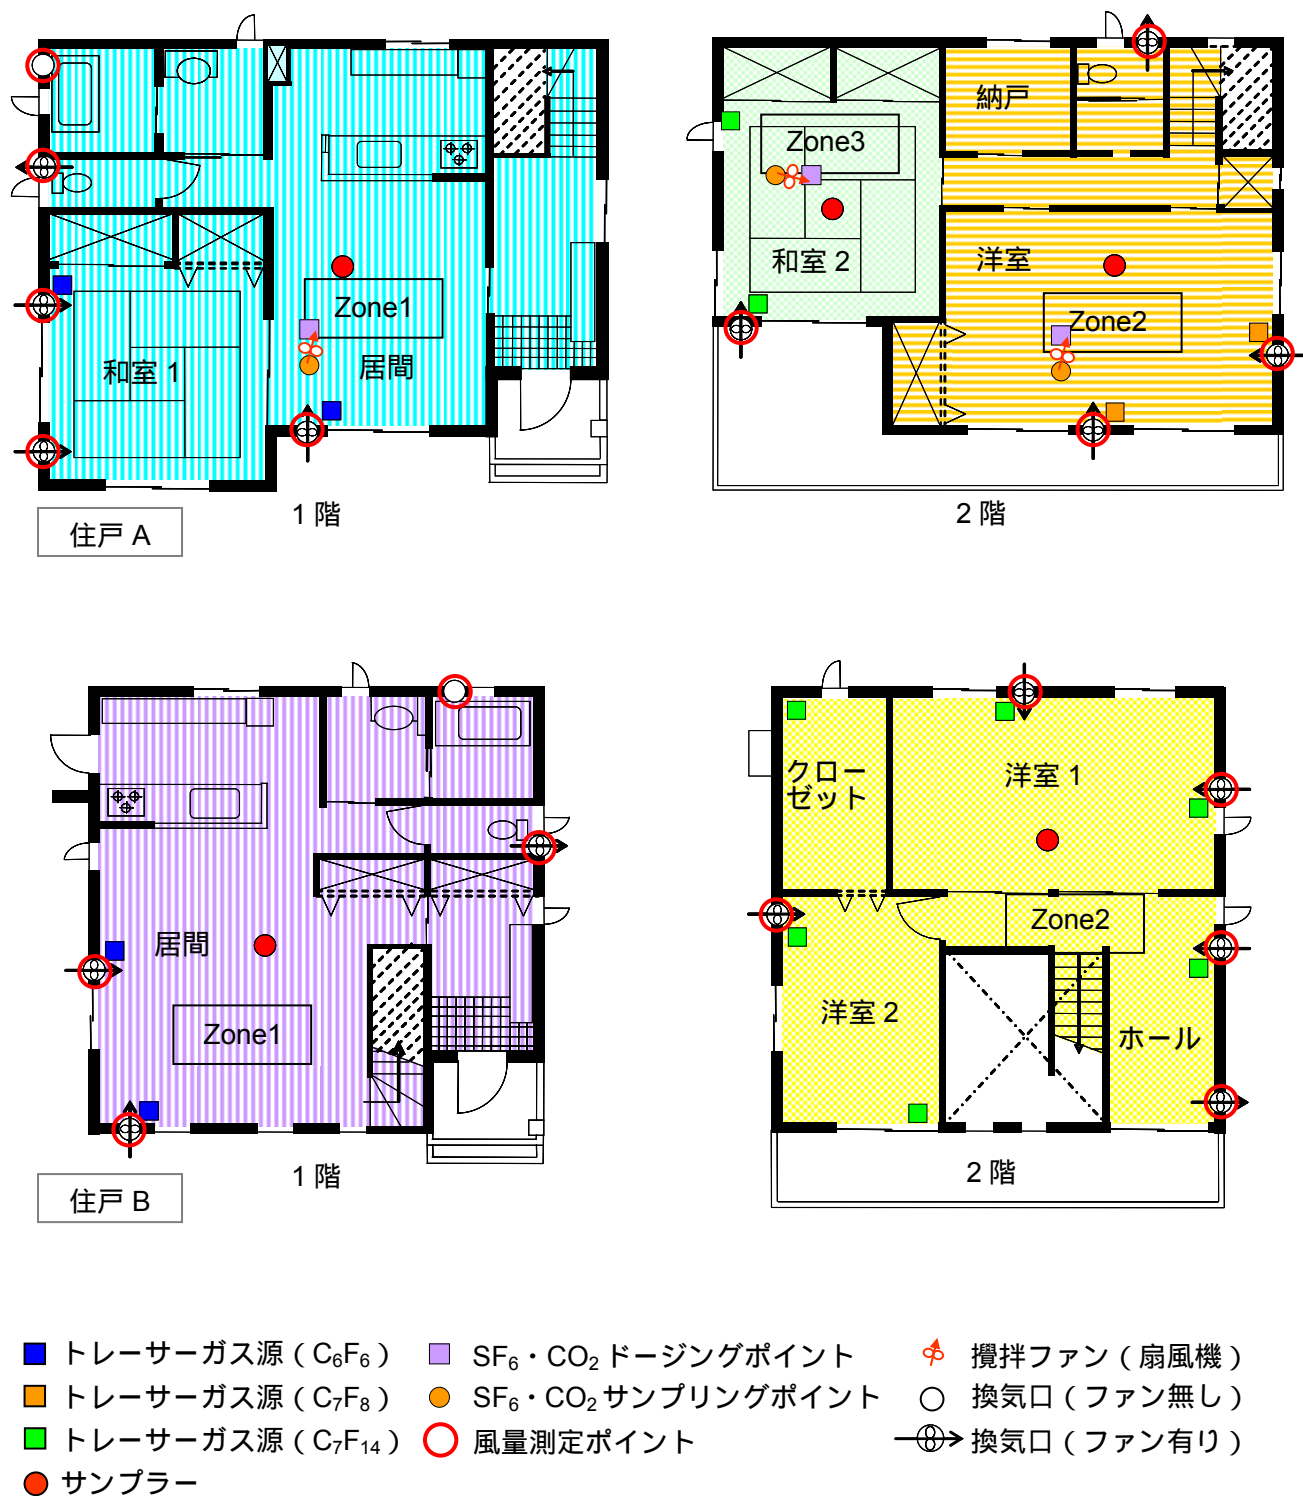 納戸
Zone3
和室 2
洋室
Zone1
Zone2
居間
和室 1
1 階
2 階
住戸 A
クロー
ゼット
洋室 1
Zone2
居間
洋室 2
Zone1
ホール
1 階
2 階
住戸 B
トレーサーガス源（C₆F₆）
SF₆・CO₂ ドージングポイント
攪拌ファン（扇風機）
トレーサーガス源（C₇F₈）
SF₆・CO₂ サンプリングポイント
換気口（ファン無し）
トレーサーガス源（C₇F₁₄）
風量測定ポイント
換気口（ファン有り）
サンプラー